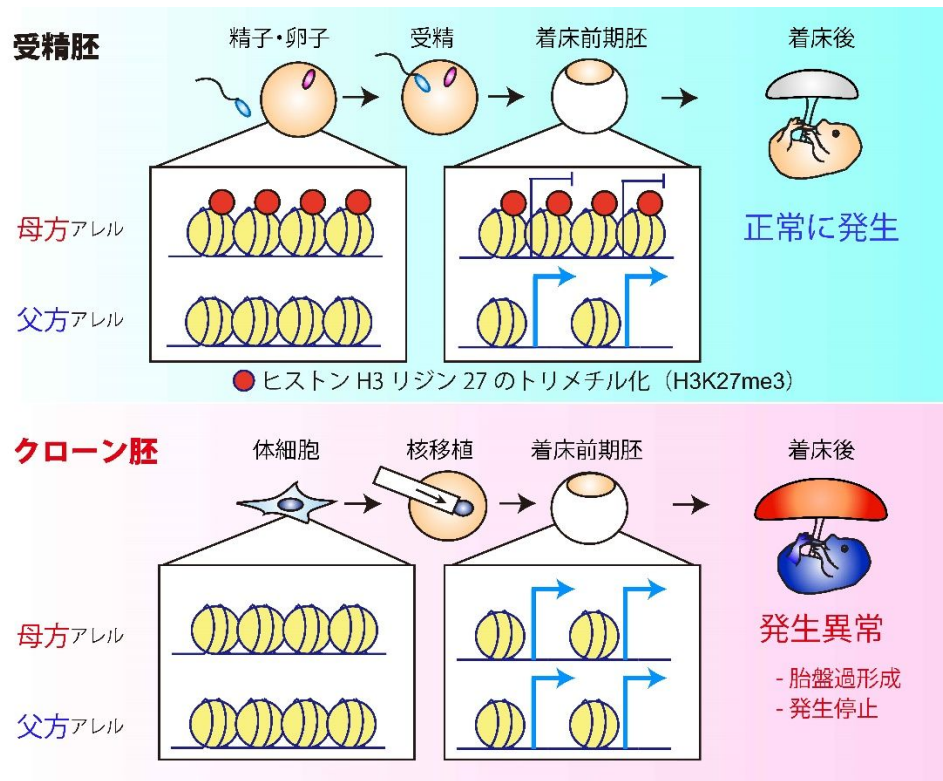 受精胚
精子・卵子
受精
着床前期胚
着床後
母方アレル
父方アレル
正常に発生
ヒストン H3 リジン 27 のトリメチル化（H3K27me3）
クローン胚
体細胞
核移植
着床前期胚
着床後
母方アレル
父方アレル
発生異常
- 胎盤過形成
- 発生停止